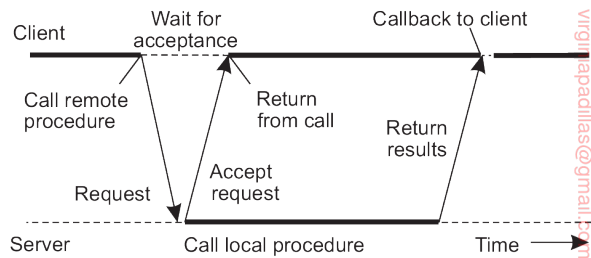 Wait for
acceptance
Callback to client
Client
Call remote
procedure
Return
from call
Return
results
Request
Accept
request
Server
Call local procedure
Time
virginiapadillas@gmail.com